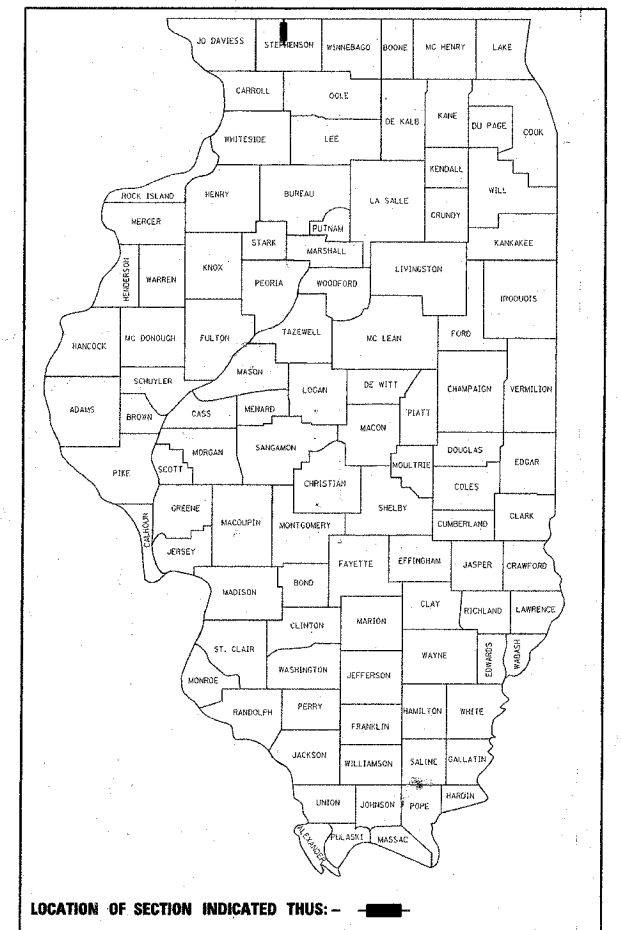 JO DAVIESS STEPHENSON WINNEBAGO BOONE MC HENRY LAKE
CARROLL OGLE DE KALB KANE DU PAGE COOK
WHITESIDE LEE KENDALL WILL
ROCK ISLAND HENRY BUREAU LA SALLE GRUNDY
MERCER PUTNAM KANKAKEE
STARK MARSHALL
HENDERSON WARREN KNOX PEORIA WOODFORD LIVINGSTON IROQUOIS
HANCOCK MC DONOUGH FULTON TAZEWELL MC LEAN FORD
SCHUYLER MASON LOGAN DE WITT CHAMPAIGN VERMILION
ADAMS BROWN CASS MENARD MACON PIATT
PIKE SCOTT MORGAN SANGAMON MOULTRIE DOUGLAS EDGAR
CHRISTIAN COLES
CALHOUN GREENE MACOUPIN MONTGOMERY SHELBY CUMBERLAND CLARK
JERSEY FAYETTE EFFINGHAM JASPER CRAWFORD
MADISON BOND CLAY RICHLAND LAWRENCE
CLINTON MARION
ST. CLAIR WASHINGTON WAYNE EDWARDS WABASH
MONROE JEFFERSON
RANDOLPH PERRY HAMILTON WHITE
FRANKLIN
JACKSON WILLIAMSON SALINE GALLATIN
UNION JOHNSON POPE HARDIN
ALEXANDER PULASKI MASSAC
LOCATION OF SECTION INDICATED THUS: –